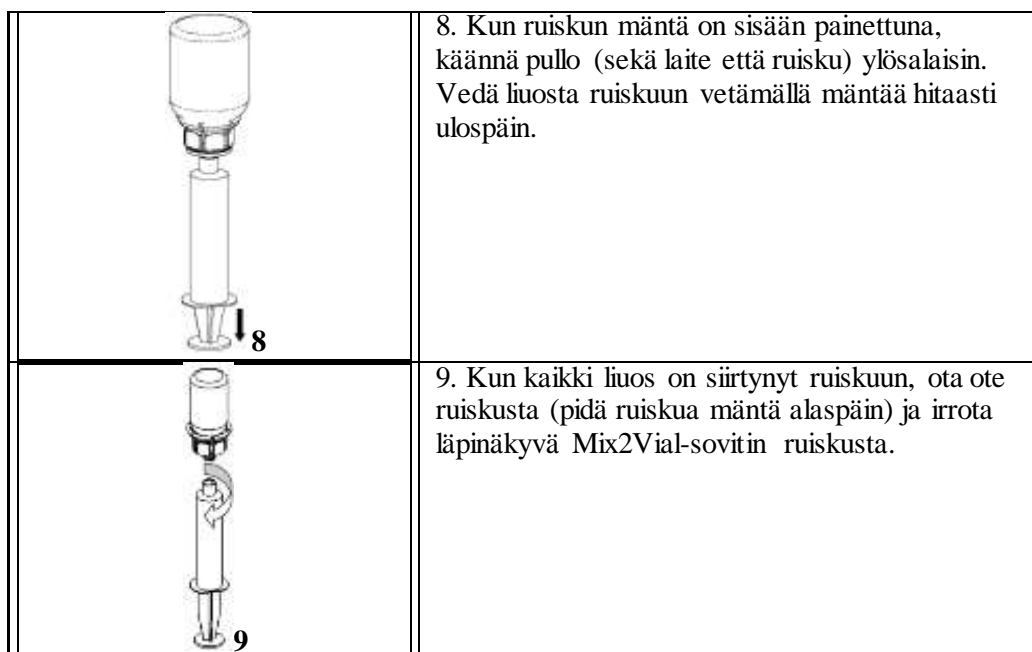 8. Kun ruiskun mäntä on sisään painettuna,
käännä pullo (sekä laite että ruisku) ylösalaisin.
Vedä liuosta ruiskuun vetämällä mäntää hitaasti
ulospäin.
8
9. Kun kaikki liuos on siirtynyt ruiskuun, ota ote
ruiskusta (pidä ruiskua mäntä alaspäin) ja irrota
läpinäkyvä Mix2Vial-sovitin ruiskusta.
9